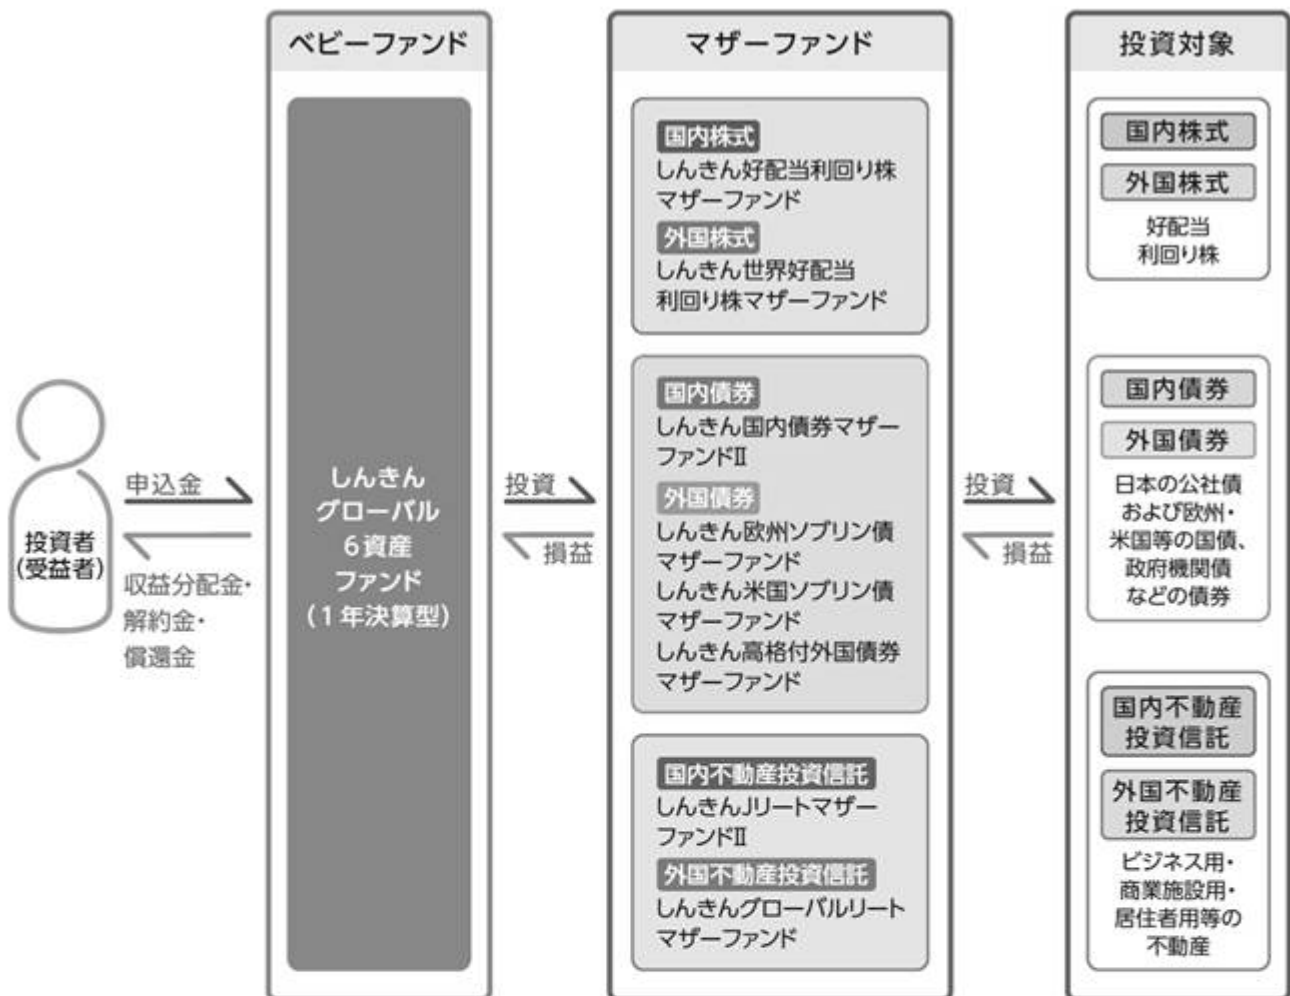 ベビーファンド
マザーファンド
投資対象
投資者
(受益者)
申込金
収益分配金・
解約金・
償還金
しんきん
グローバル
6資産
ファンド
(1年決算型)
投資
損益
国内株式
しんきん好配当利回り株
マザーファンド
外国株式
しんきん世界好配当
利回り株マザーファンド
国内債券
しんきん国内債券マザー
ファンドⅡ
外国債券
しんきん欧州ソブリン債
マザーファンド
しんきん米国ソブリン債
マザーファンド
しんきん高格付外国債券
マザーファンド
国内不動産投資信託
しんきんJリートマザー
ファンドⅡ
外国不動産投資信託
しんきんグローバルリート
マザーファンド
投資
損益
国内株式
外国株式
好配当
利回り株
国内債券
外国債券
日本の公社債
および欧州・
米国等の国債、
政府機関債
などの債券
国内不動産
投資信託
外国不動産
投資信託
ビジネス用・
商業施設用・
居住者用等の
不動産